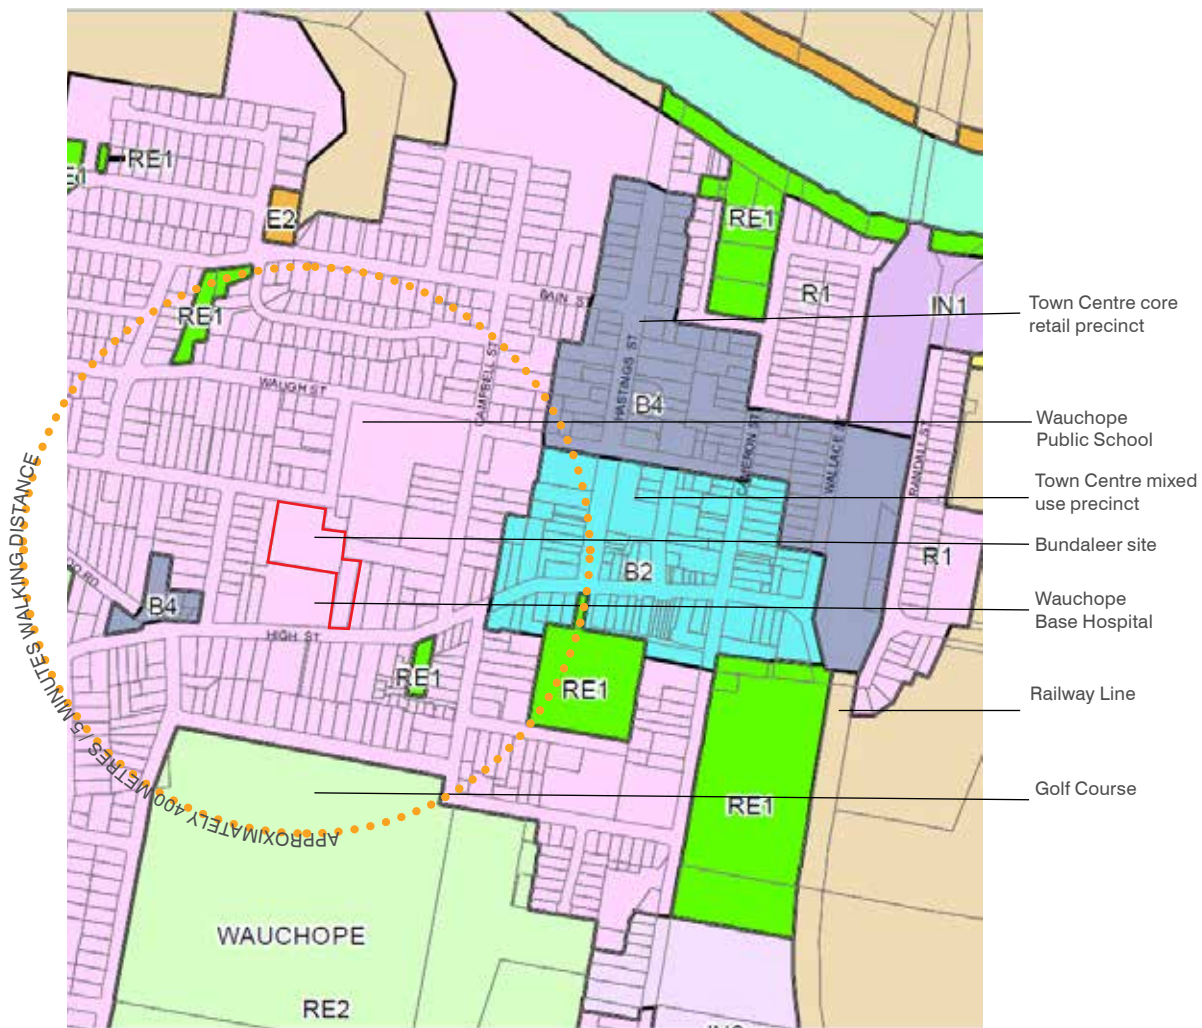 RE1
E2
RE1
RE1
R1
IN1
BAIN ST
CAMPBELL ST
HASTINGS ST
WAUGH ST
B4
CAMERON ST
WALLACE ST
RANDALL ST
R1
B2
B4
HIGH ST
RE1
RE1
RE1
WAUCHOPE
RE2
APPROXIMATELY 400 METRES / 5 MINUTES WALKING DISTANCE
Town Centre core
retail precinct
Wauchope
Public School
Town Centre mixed
use precinct
Bundaleer site
Wauchope
Base Hospital
Railway Line
Golf Course